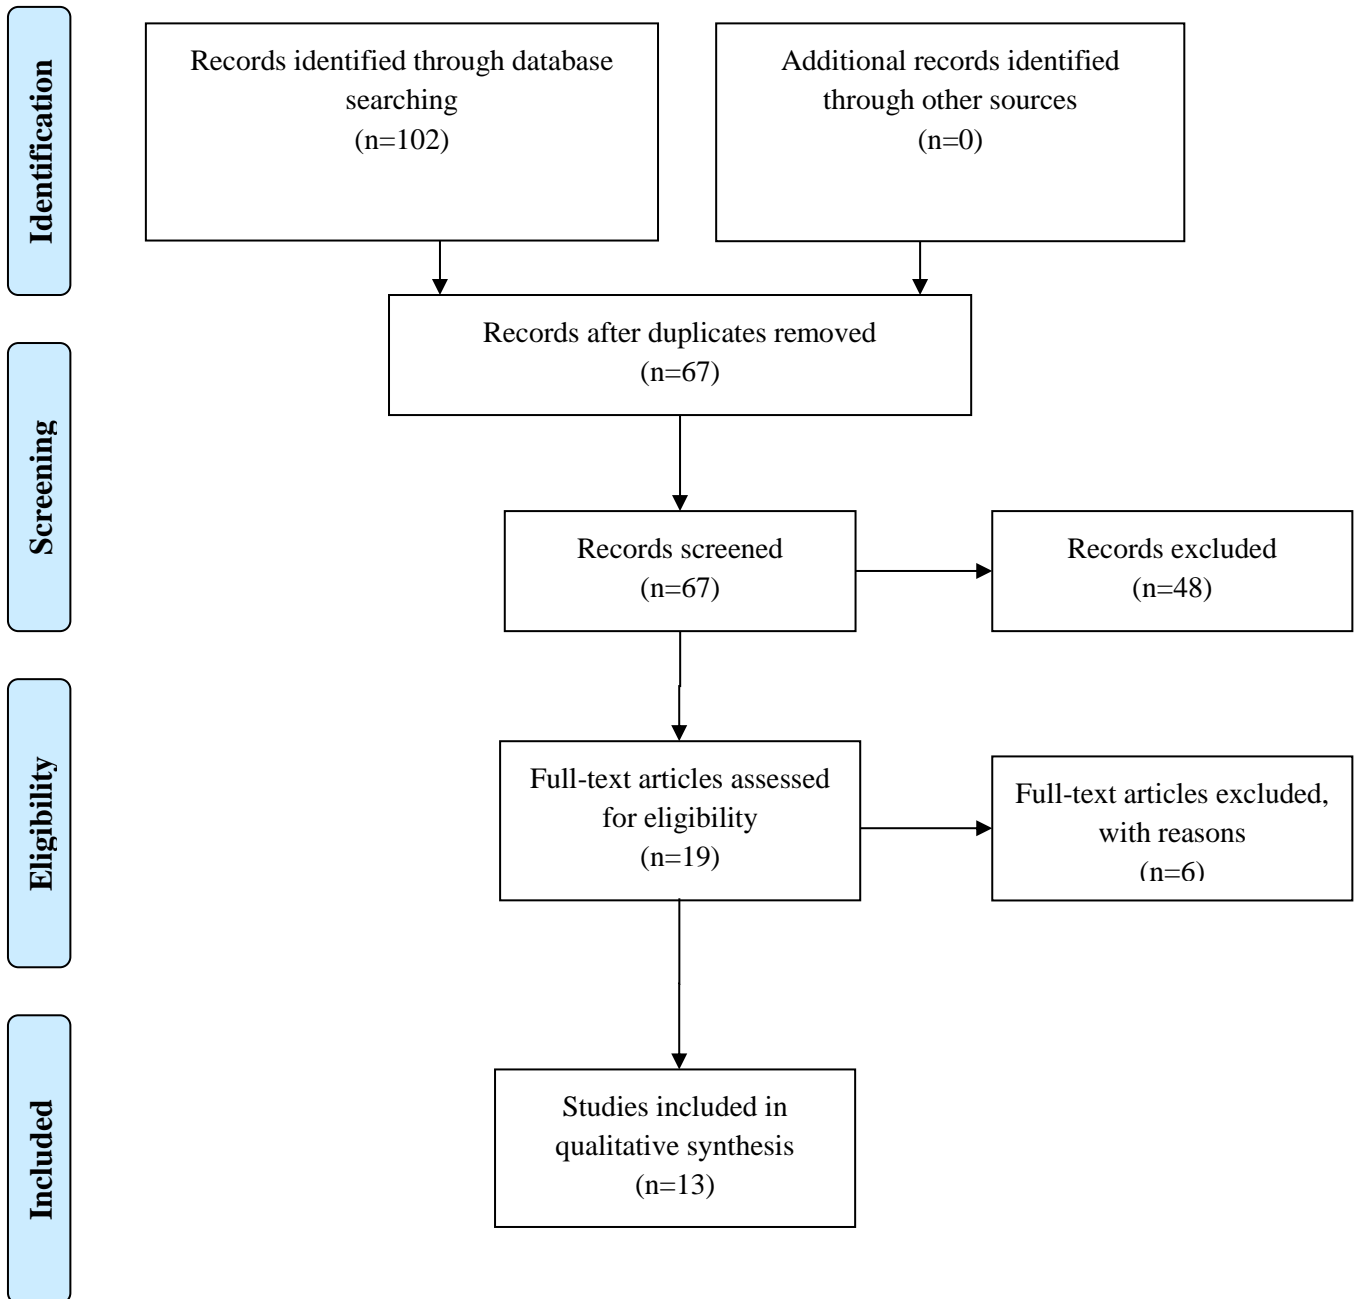 Identification
Records identified through database
searching
(n=102)
Additional records identified
through other sources
(n=0)
Records after duplicates removed
(n=67)
Screening
Records screened
(n=67)
Records excluded
(n=48)
Eligibility
Full-text articles assessed
for eligibility
(n=19)
Full-text articles excluded,
with reasons
(n=6)
Included
Studies included in
qualitative synthesis
(n=13)